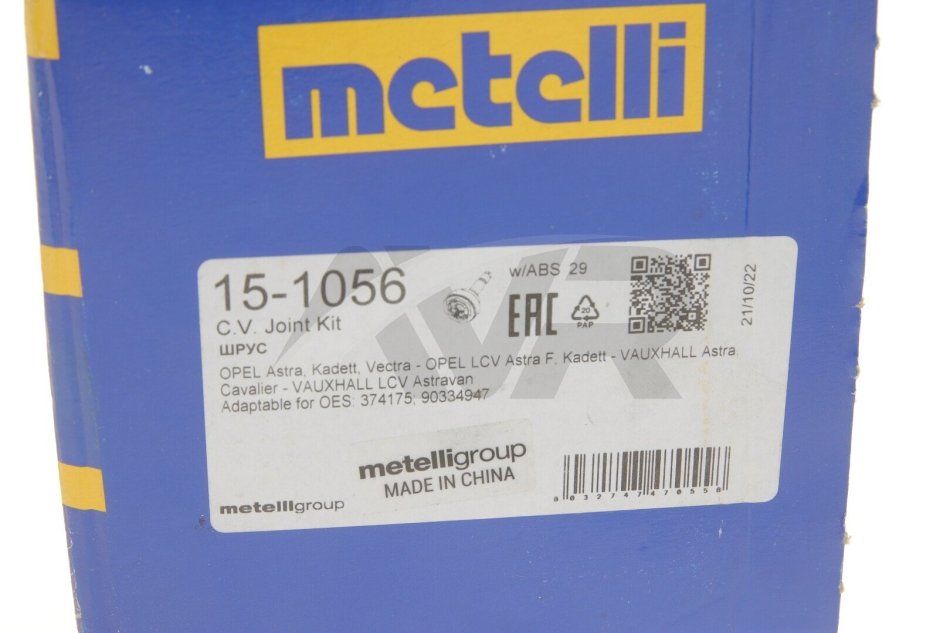 metelli
15-1056
w/ABS 29
C.V. Joint Kit
EAC
20
PAP
21/10/22
ШРУС
OPEL Astra, Kadett, Vectra - OPEL LCV Astra F, Kadett - VAUXHALL Astra,
Cavalier - VAUXHALL LCV Astravan
Adaptable for OES: 374175; 90334947
metelligroup
MADE IN CHINA
metelligroup
8032747470558
AVR